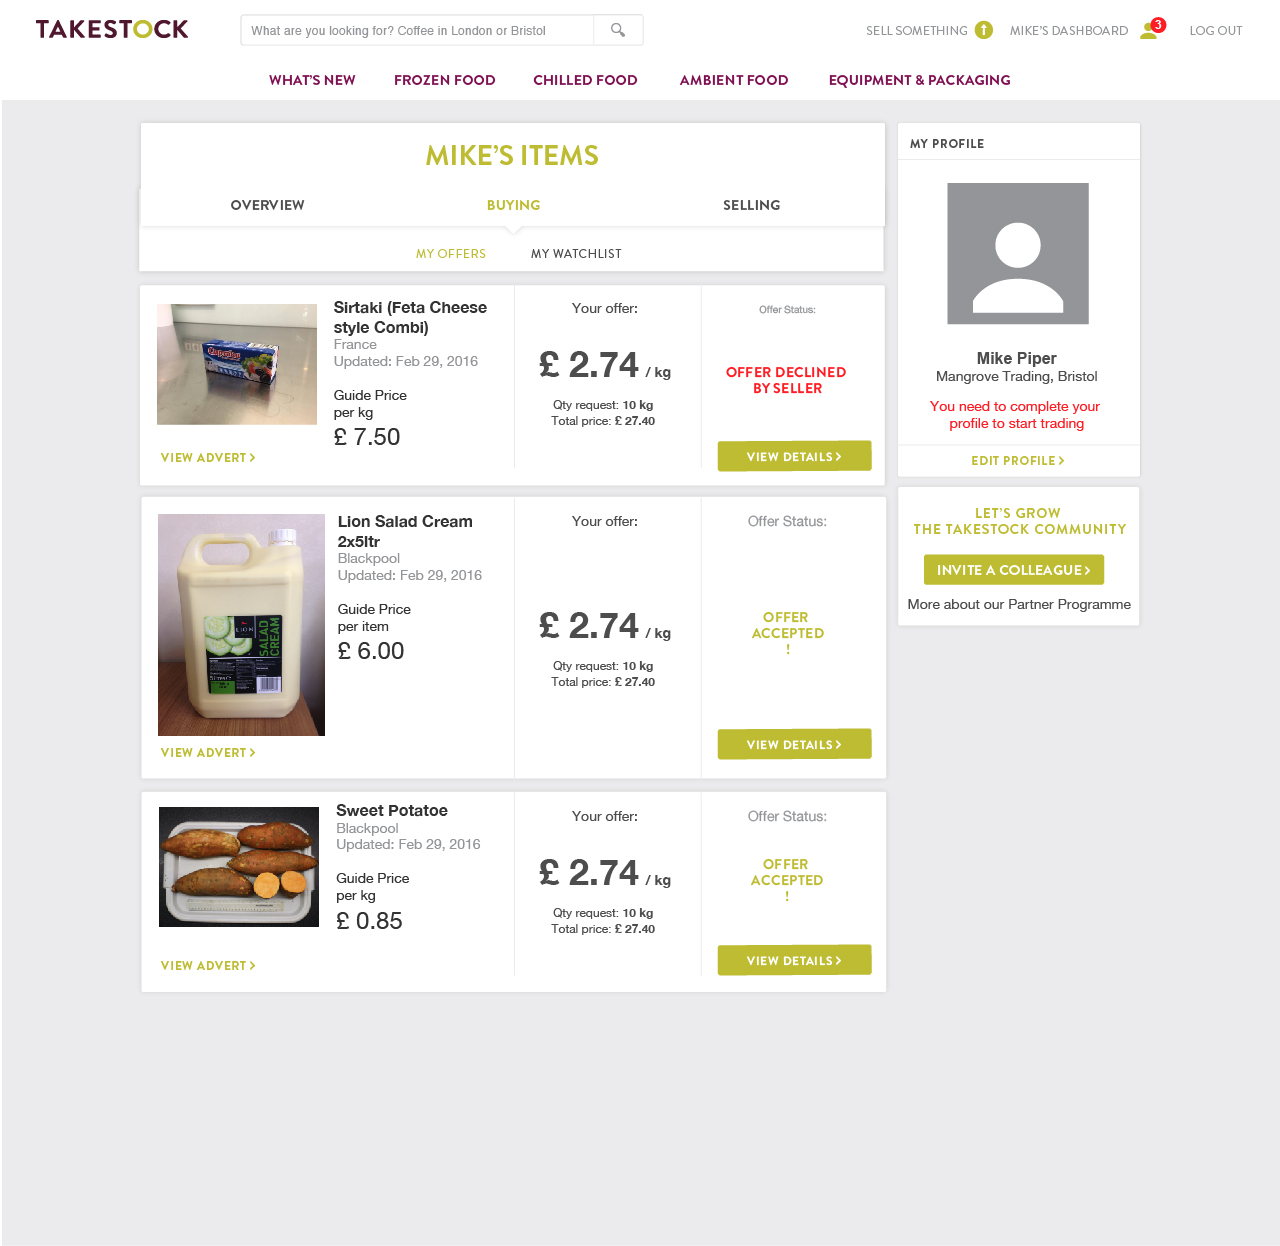 TAKESTOCK
What are you looking for? Coffee in London or Bristol
SELL SOMETHING
MIKE'S DASHBOARD
3
LOG OUT
WHAT'S NEW
FROZEN FOOD
CHILLED FOOD
AMBIENT FOOD
EQUIPMENT & PACKAGING
MIKE'S ITEMS
OVERVIEW
BUYING
SELLING
MY OFFERS
MY WATCHLIST
Sirtaki (Feta Cheese
style Combi)
France
Updated: Feb 29, 2016
Guide Price
per kg
£ 7.50
VIEW ADVERT >
Your offer:
£ 2.74 / kg
Qty request: 10 kg
Total price: £ 27.40
Offer Status:
OFFER DECLINED
BY SELLER
VIEW DETAILS >
Lion Salad Cream
2x5ltr
Blackpool
Updated: Feb 29, 2016
Guide Price
per item
£ 6.00
LION
SALAD
CREAM
VIEW ADVERT >
Your offer:
£ 2.74 / kg
Qty request: 10 kg
Total price: £ 27.40
Offer Status:
OFFER
ACCEPTED
!
VIEW DETAILS >
Sweet Potatoe
Blackpool
Updated: Feb 29, 2016
Guide Price
per kg
£ 0.85
VIEW ADVERT >
Your offer:
£ 2.74 / kg
Qty request: 10 kg
Total price: £ 27.40
Offer Status:
OFFER
ACCEPTED
!
VIEW DETAILS >
MY PROFILE
Mike Piper
Mangrove Trading, Bristol
You need to complete your
profile to start trading
EDIT PROFILE >
LET'S GROW
THE TAKESTOCK COMMUNITY
INVITE A COLLEAGUE >
More about our Partner Programme